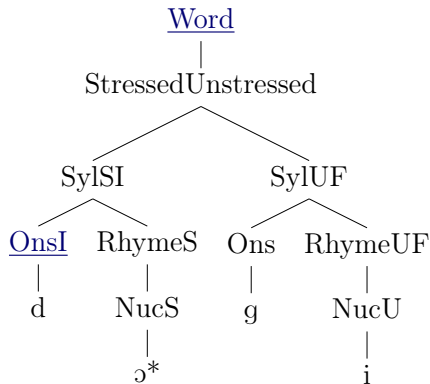 Word
StressedUnstressed
SylSI SylUF
OnsI RhymeS Ons RhymeUF
d NucS g NucU
ɔ* i